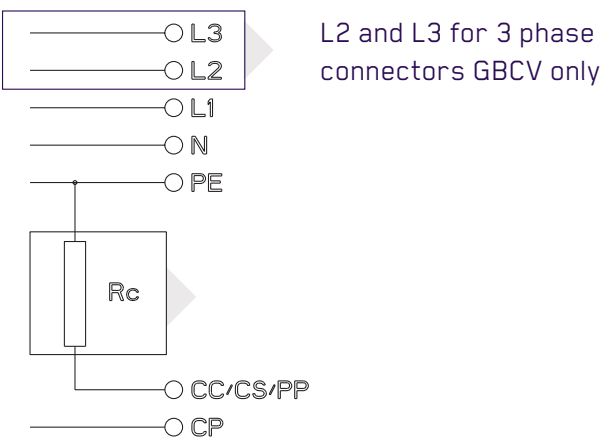 L3
L2 and L3 for 3 phase
L2
connectors GBCV only
L1
N
PE
Rc
CC/CS/PP
CP